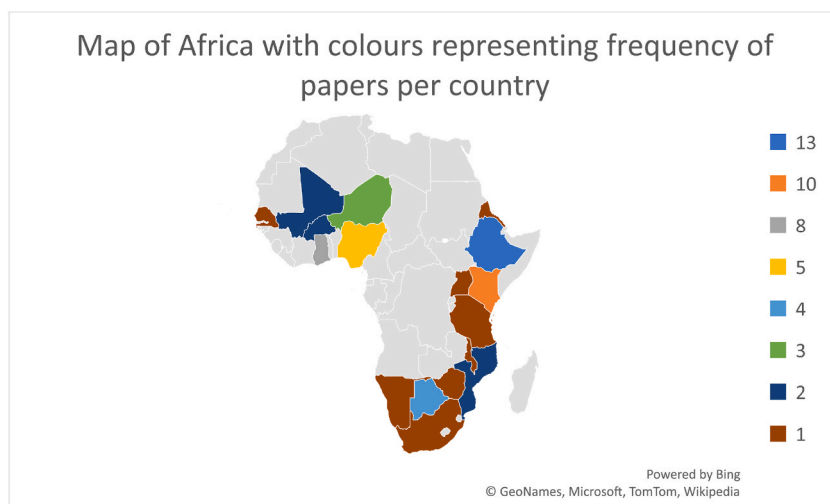 Map of Africa with colours representing frequency of
papers per country
13
10
8
5
4
3
2
1
Powered by Bing
© GeoNames, Microsoft, TomTom, Wikipedia